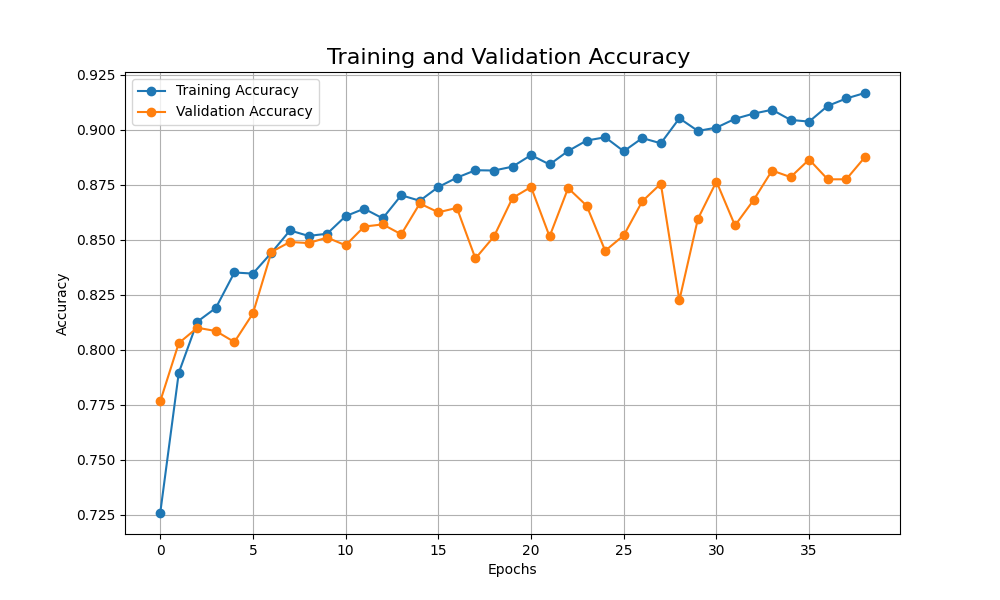 Training and Validation Accuracy
Training Accuracy
Validation Accuracy
0.925
0.900
0.875
0.850
0.825
0.800
0.775
0.750
0.725
Accuracy
0 5 10 15 20 25 30 35
Epochs